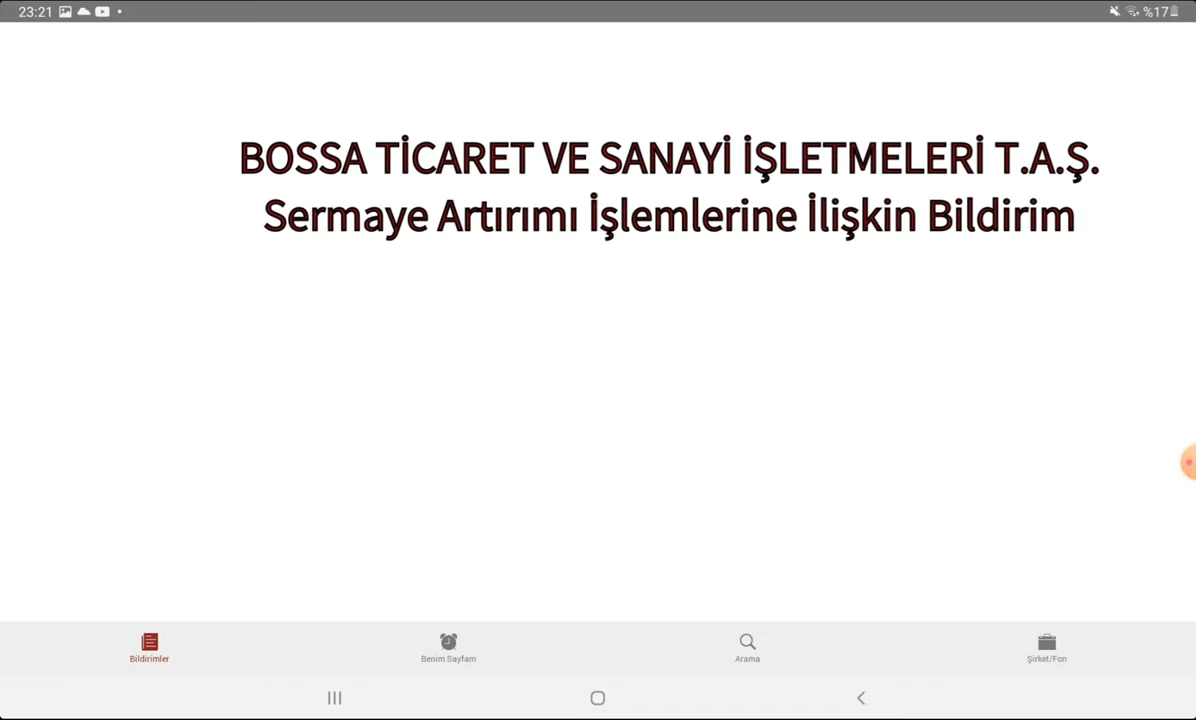 23:21
%17
BOSSA TİCARET VE SANAYİ İŞLETMELERİ T.A.Ş.
Sermaye Artırımı İşlemlerine İlişkin Bildirim
Bildirimler
Benim Sayfam
Arama
Şirket/Fon